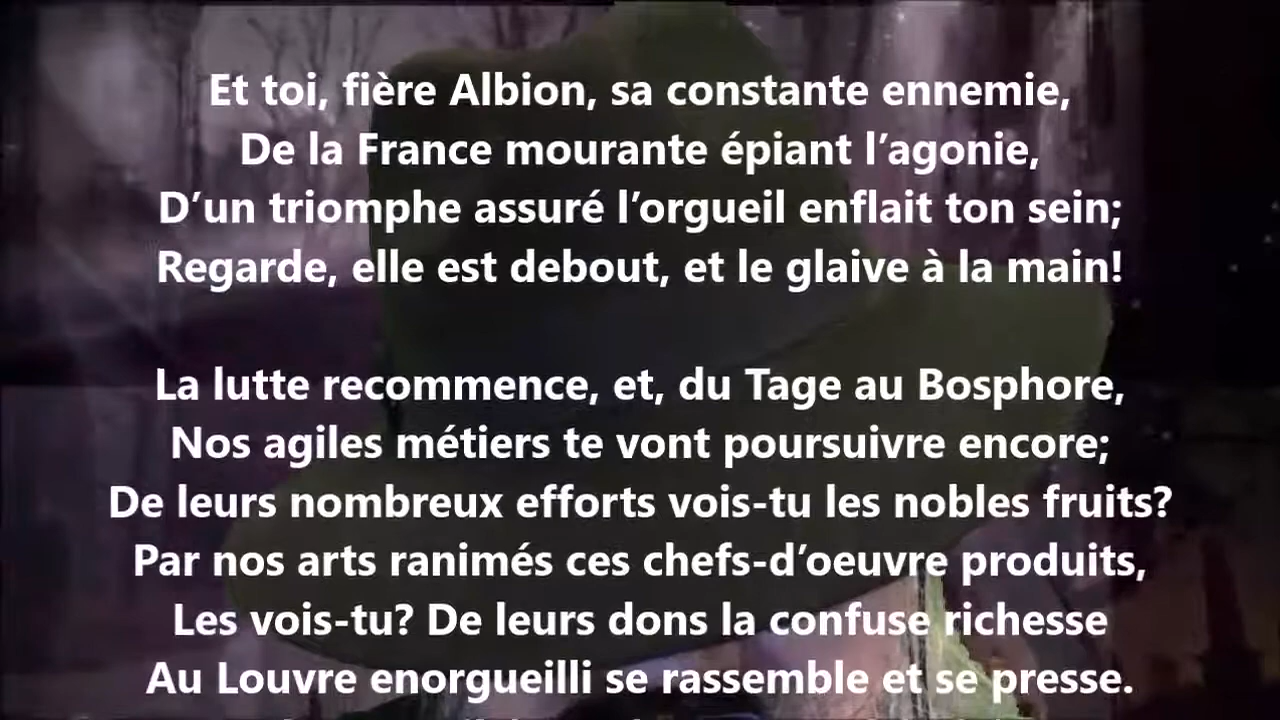 Et toi, fière Albion, sa constante ennemie,
De la France mourante épiant l’agonie,
D’un triomphe assuré l’orgueil enflait ton sein;
Regarde, elle est debout, et le glaive à la main!
La lutte recommence, et, du Tage au Bosphore,
Nos agiles métiers te vont poursuivre encore;
De leurs nombreux efforts vois-tu les nobles fruits?
Par nos arts ranimés ces chefs-d’oeuvre produits,
Les vois-tu? De leurs dons la confuse richesse
Au Louvre enorgueilli se rassemble et se presse.